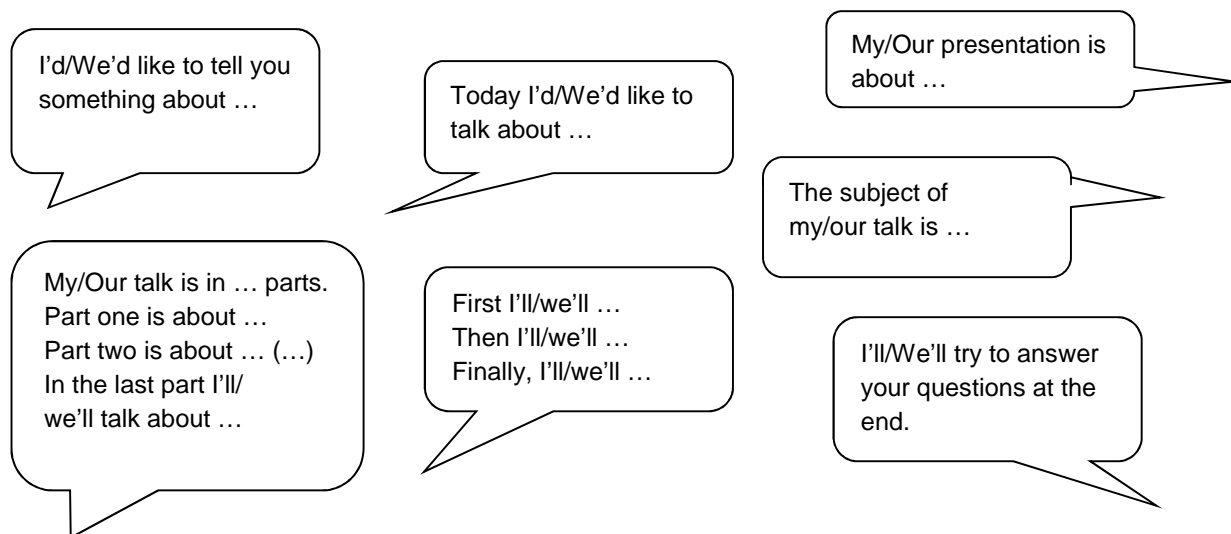 I’d/We’d like to tell you
something about …
Today I’d/We’d like to
talk about …
My/Our presentation is
about …
The subject of
my/our talk is …
My/Our talk is in … parts.
Part one is about …
Part two is about … (…)
In the last part I’ll/
we’ll talk about …
First I’ll/we’ll …
Then I’ll/we’ll …
Finally, I’ll/we’ll …
I’ll/We’ll try to answer
your questions at the
end.